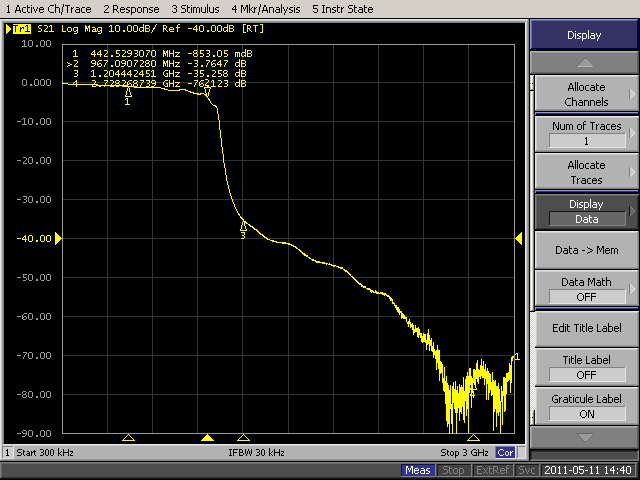 1 Active Ch/Trace 2 Response 3 Stimulus 4 Mkr/Analysis 5 Instr State
Tr1 S21 Log Mag 10.00dB/ Ref -40.00dB [RT]
10.00
1 442.5293070 MHz -853.05 mdB
>2 967.0907280 MHz -3.7647 dB
3 1.204442451 GHz -35.258 dB
4 2.728268739 GHz -762123 dB
0.000
-10.00
-20.00
-30.00
-40.00
-50.00
-60.00
-70.00
-80.00
-90.00
1
2
3
4
1
1 Start 300 kHz IFBW 30 kHz Stop 3 GHz Cor
Display
Allocate
Channels
Num of Traces
1
Allocate
Traces
Display
Data
Data -> Mem
Data Math
OFF
Edit Title Label
Title Label
OFF
Graticule Label
ON
Meas Stop ExtRef Svc 2011-05-11 14:40